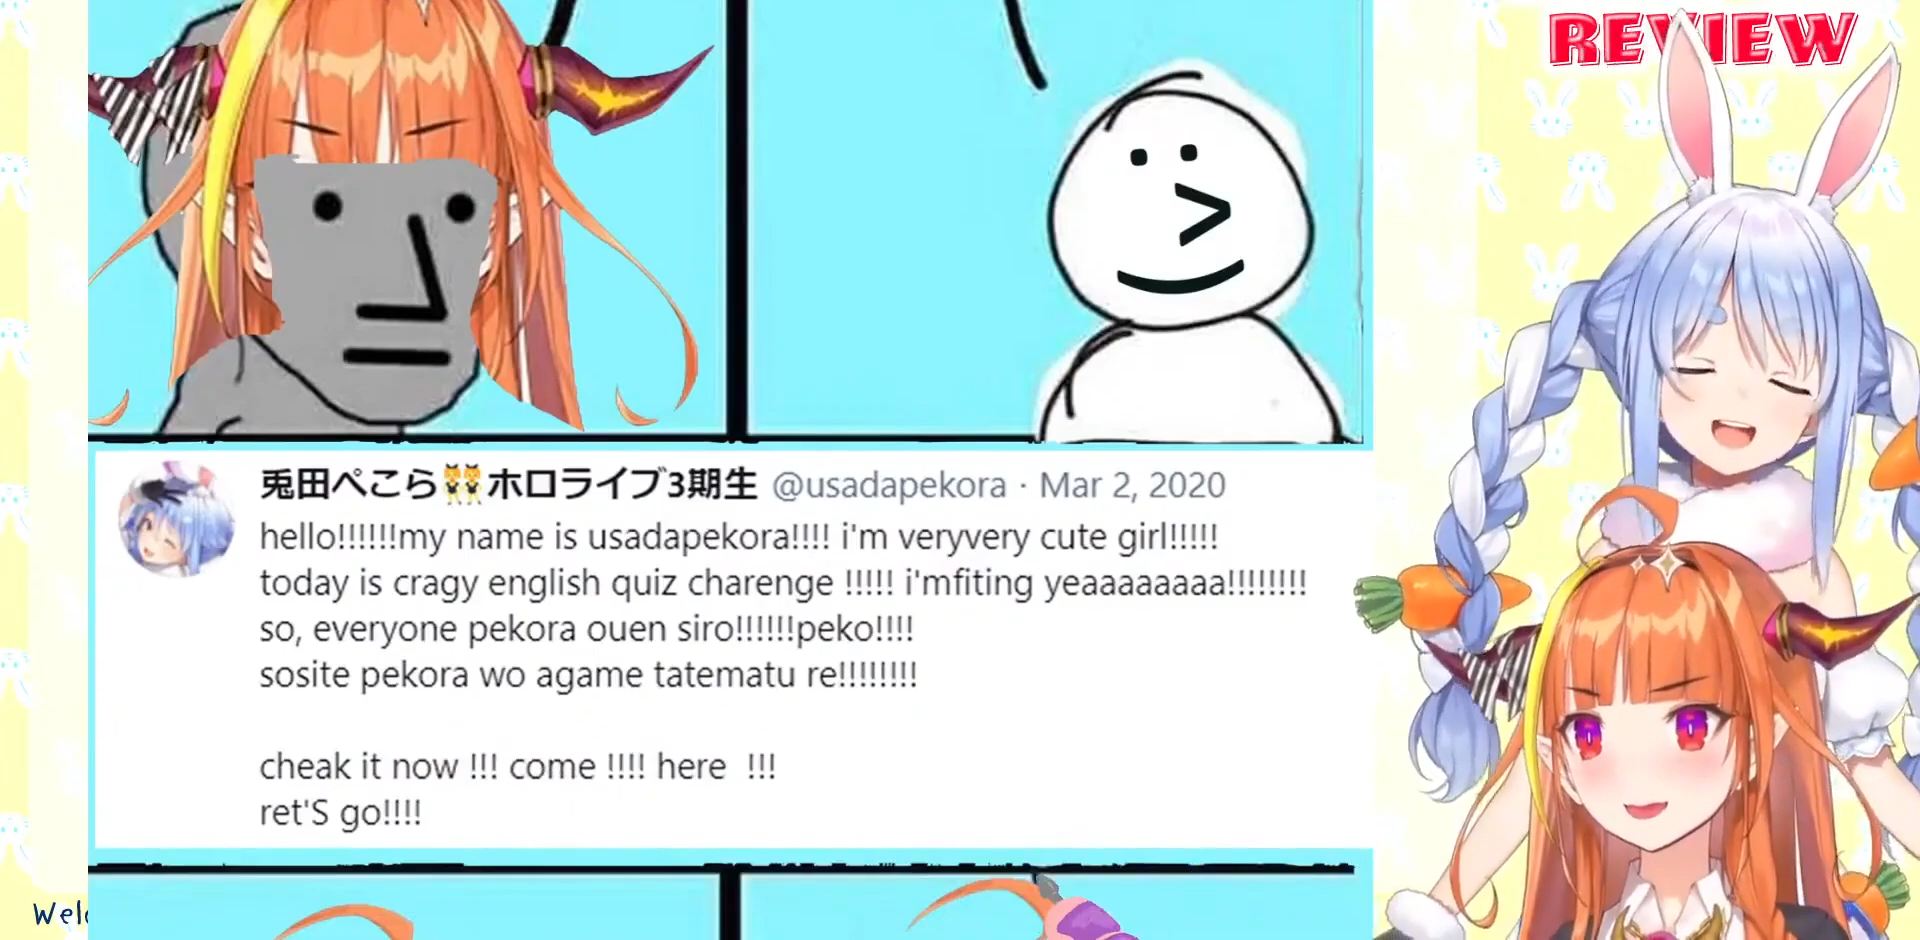 REVIEW
兎田ぺこら👯ホロライブ3期生 @usadapekora · Mar 2, 2020
hello!!!!!!my name is usadapekora!!!! i'm veryvery cute girl!!!!!
today is cragy english quiz charenge !!!!! i'mfiting yeaaaaaaaa!!!!!!!!
so, everyone pekora ouen siro!!!!!!peko!!!!
sosite pekora wo agame tatematu re!!!!!!!!
cheak it now !!! come !!!! here !!!
ret'S go!!!!